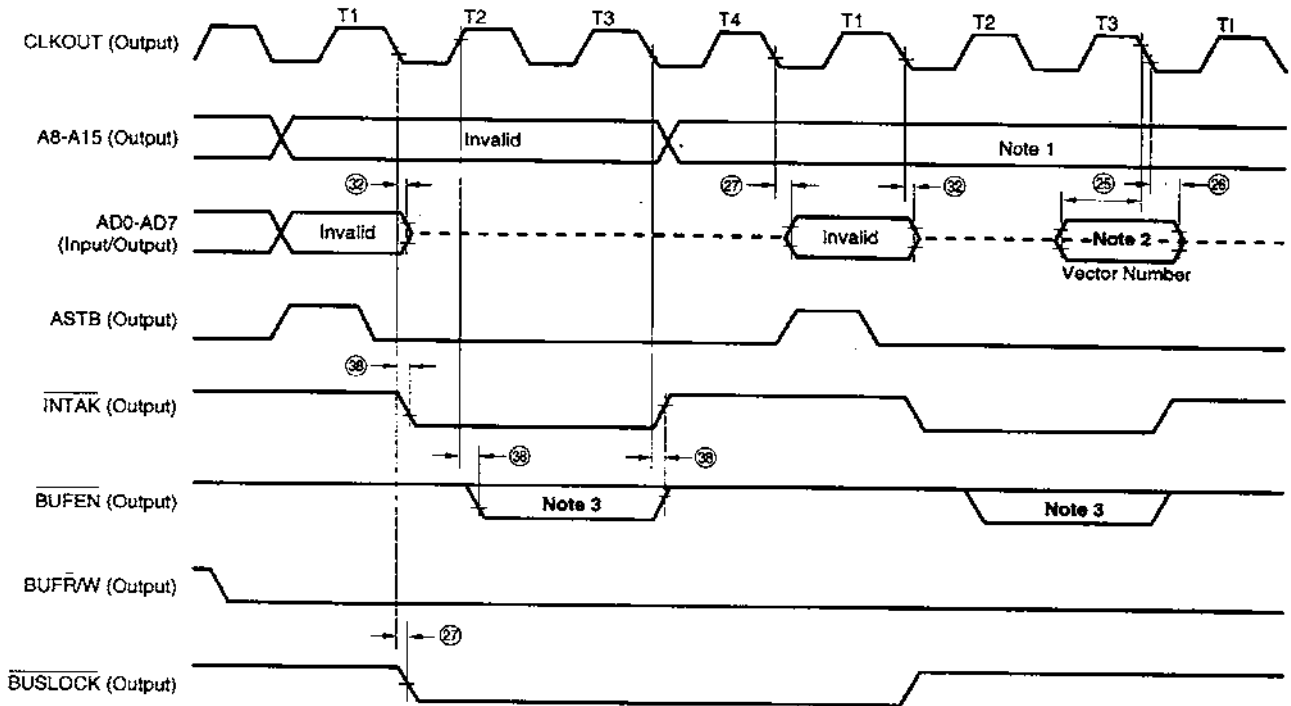 T1 T2 T3 T4 T1 T2 T3 TI
CLKOUT (Output)
A8-A15 (Output)
Invalid
Note 1
32 27 32 25 26
AD0-AD7
(Input/Output)
Invalid
Invalid
Note 2
Vector Number
ASTB (Output)
38
INTAK (Output)
38 38
BUFEN (Output)
Note 3
Note 3
BUFR/W (Output)
27
BUSLOCK (Output)